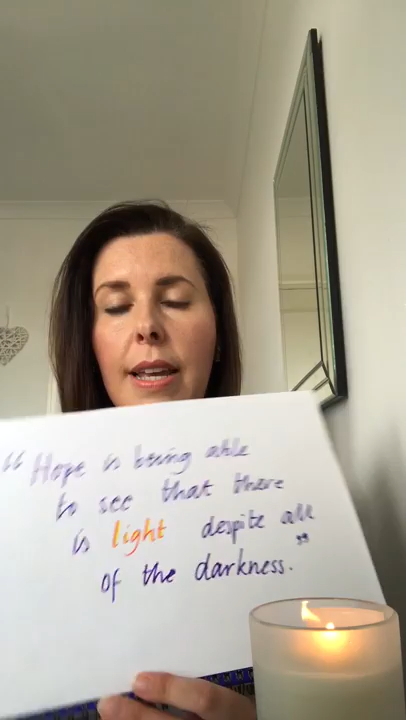 “Hope is being able
to see that there
is light despite all
of the darkness.”